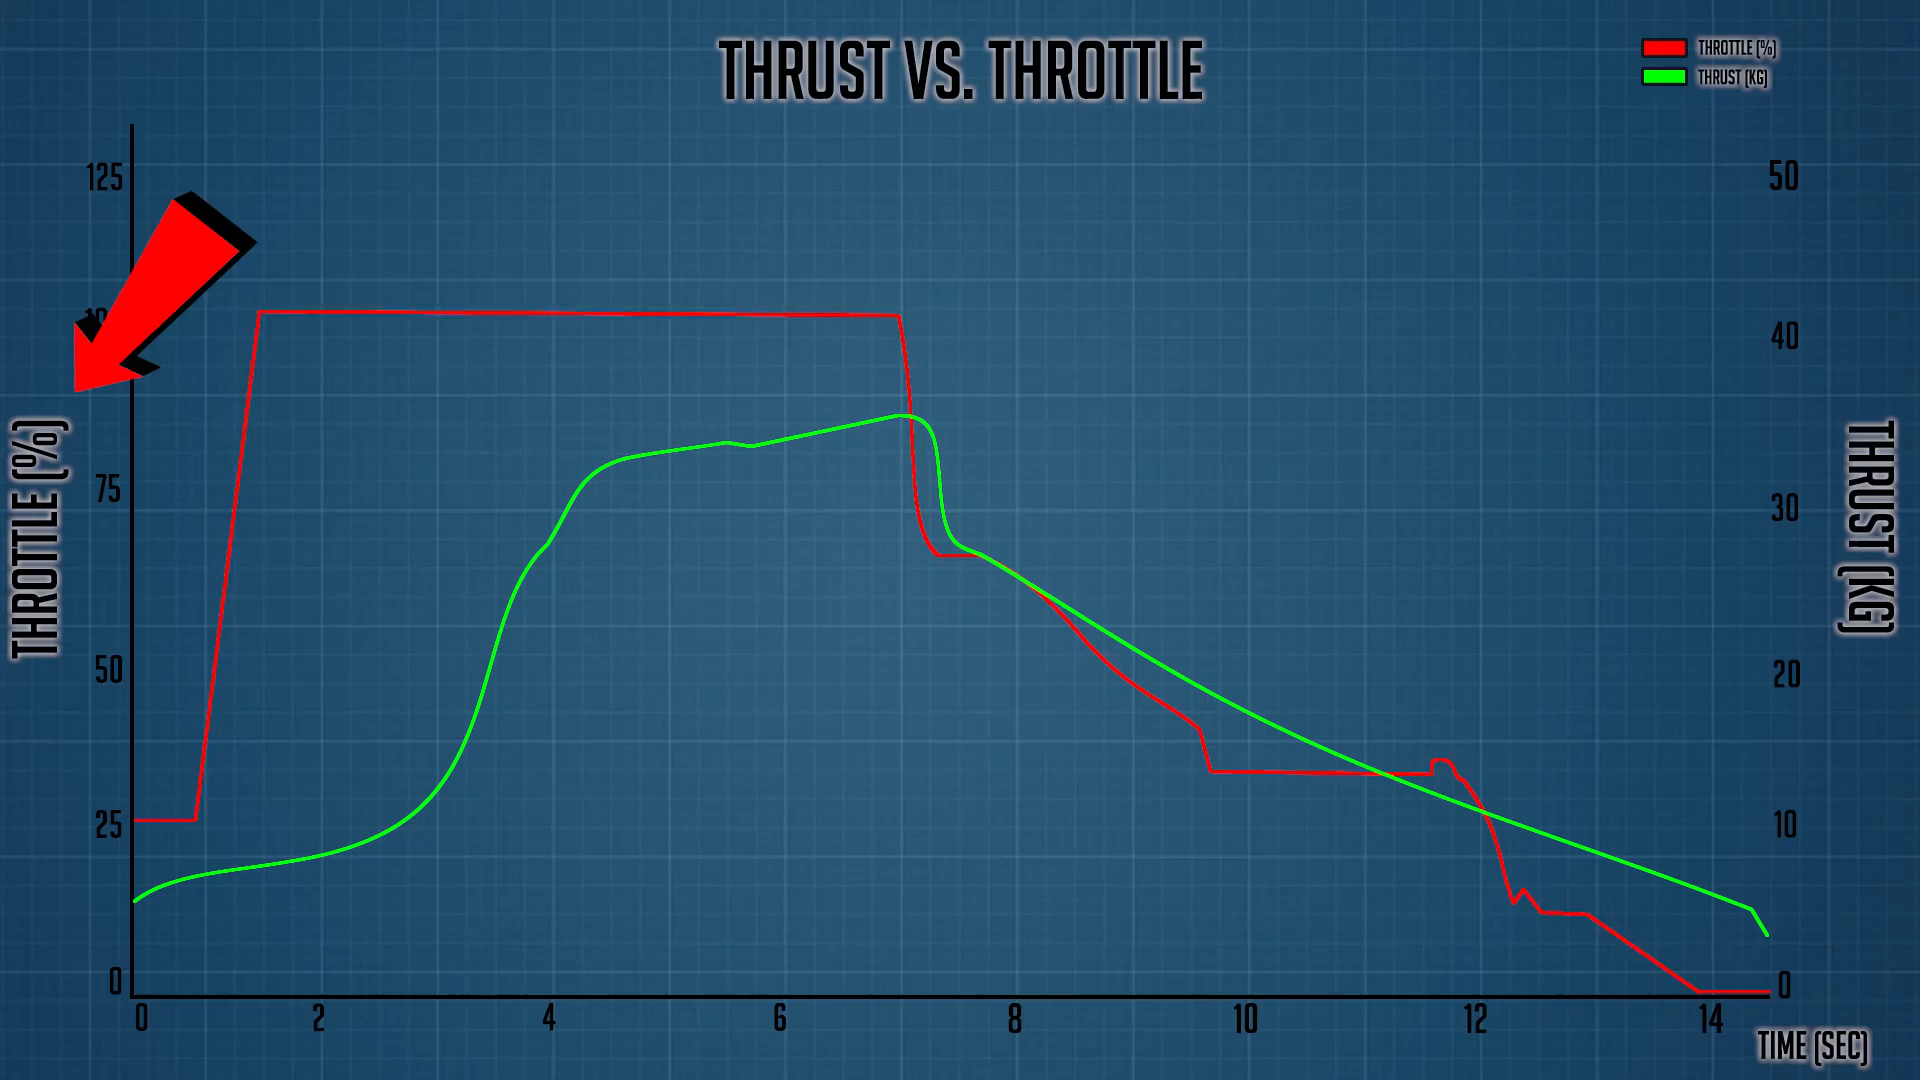 THRUST VS. THROTTLE
THROTTLE (%)
THRUST (KG)
125
75
50
25
0
THROTTLE (%)
50
40
30
20
10
0
THRUST (KG)
0 2 4 6 8 10 12 14
TIME (SEC)